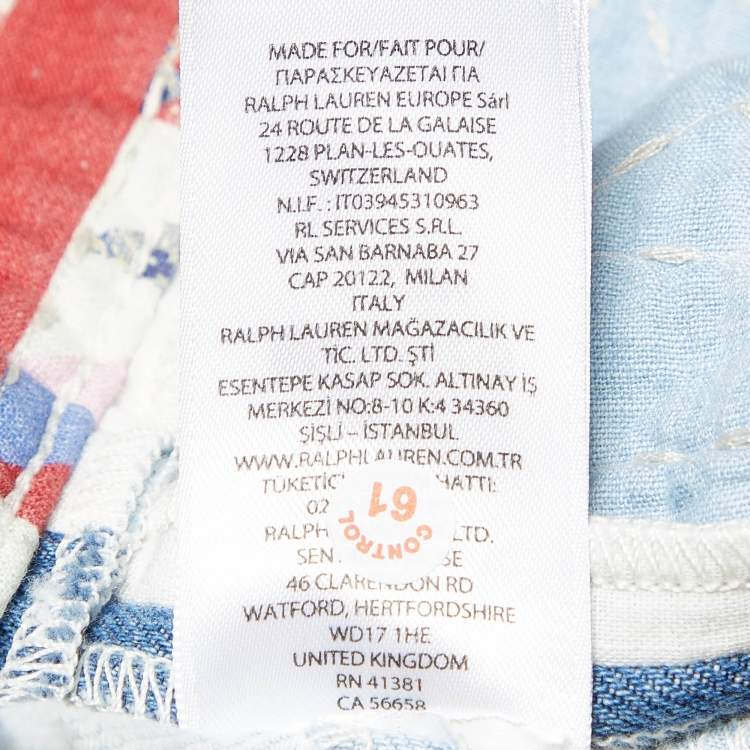 MADE FOR/FAIT POUR/
ΠΑΡΑΣΚΕΥΑΖΕΤΑΙ ΓΙΑ
RALPH LAUREN EUROPE Sárl
24 ROUTE DE LA GALAISE
1228 PLAN-LES-OUATES,
SWITZERLAND
N.I.F. : IT03945310963
RL SERVICES S.R.L.
VIA SAN BARNABA 27
CAP 20122, MILAN
ITALY
RALPH LAUREN MAĞAZACILIK VE
TİC. LTD. ŞTİ
ESENTEPE KASAP SOK. ALTINAY İŞ
MERKEZİ NO:8-10 K:4 34360
ŞİŞLİ – İSTANBUL
WWW.RALPHLAUREN.COM.TR
HATTI:
02
RALPH LTD.
46 CLARENDON RD
WATFORD, HERTFORDSHIRE
WD17 1HE
UNITED KINGDOM
RN 41381
CA 56658
61
CONTROL